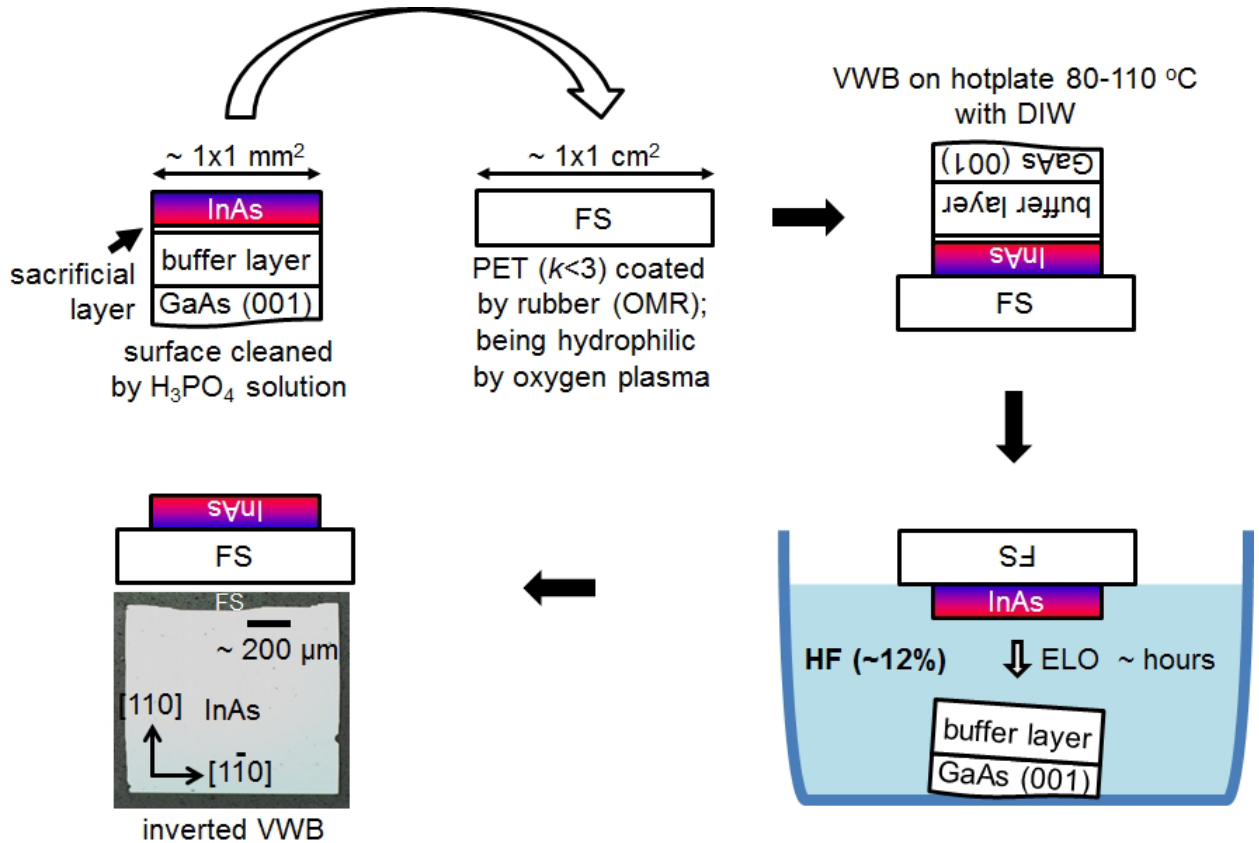 ~ 1x1 mm²
InAs
sacrificial
layer
buffer layer
GaAs (001)
surface cleaned
by H₃PO₄ solution
~ 1x1 cm²
FS
PET (k<3) coated
by rubber (OMR);
being hydrophilic
by oxygen plasma
VWB on hotplate 80-110 ºC
with DIW
GaAs (001)
buffer layer
InAs
FS
FS
InAs
HF (~12%)
ELO ~ hours
buffer layer
GaAs (001)
InAs
FS
FS
~ 200 μm
[110]
InAs
[11̄0]
inverted VWB